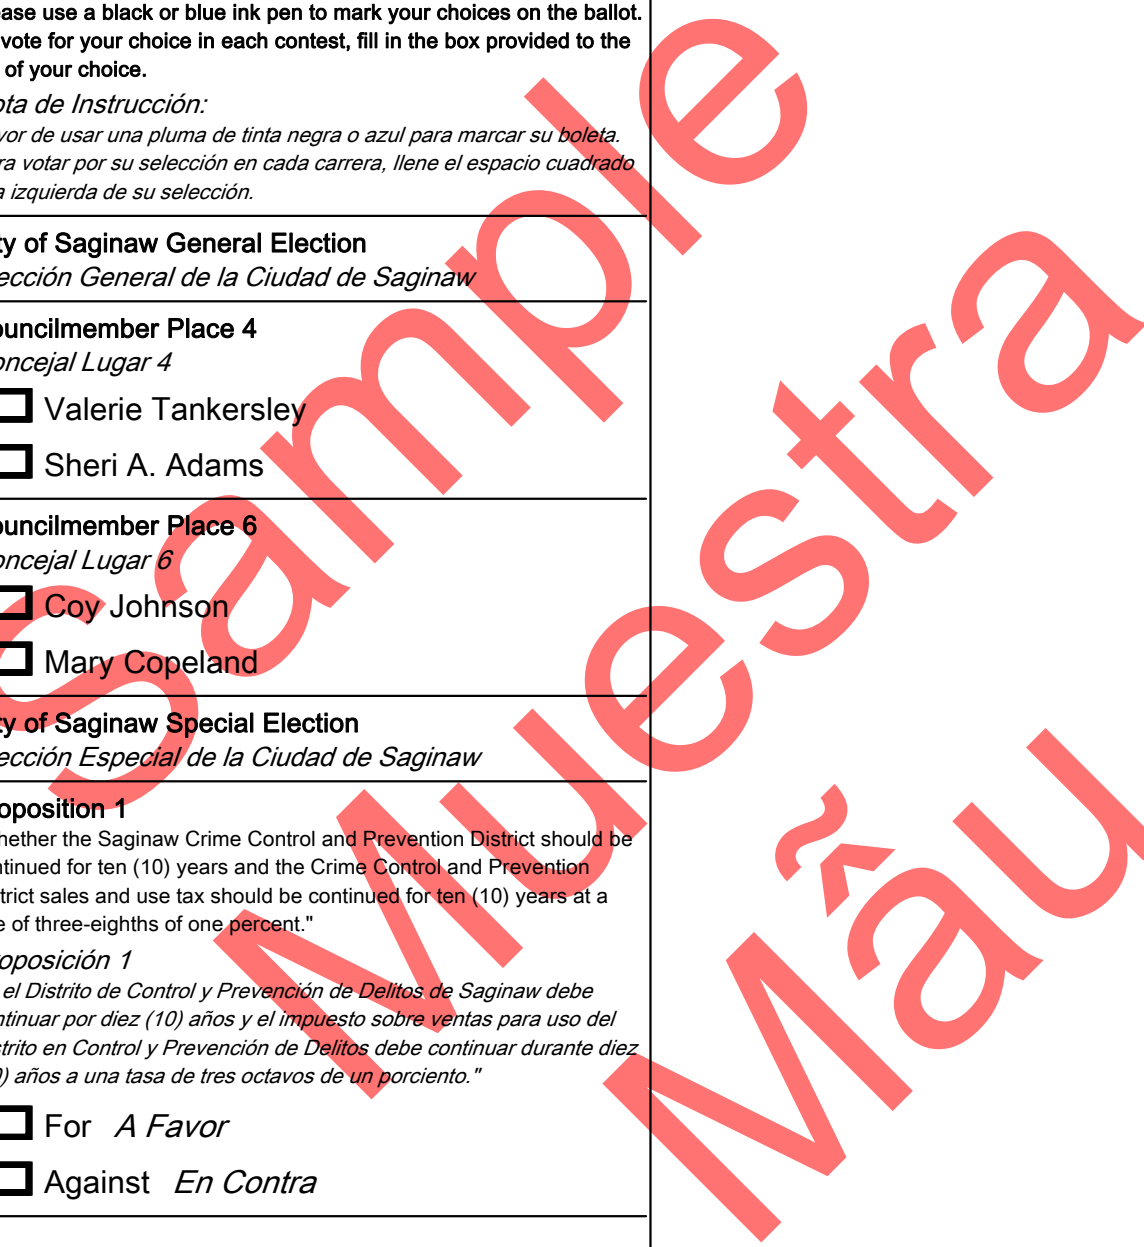 ase use a black or blue ink pen to mark your choices on the ballot.
vote for your choice in each contest, fill in the box provided to the
of your choice.
ota de Instrucción:
vor de usar una pluma de tinta negra o azul para marcar su boleta.
ra votar por su selección en cada carrera, llene el espacio cuadrado
a izquierda de su selección.
ty of Saginaw General Election
ección General de la Ciudad de Saginaw
ouncilmember Place 4
oncejal Lugar 4
Valerie Tankersley
Sheri A. Adams
ouncilmember Place 6
oncejal Lugar 6
Coy Johnson
Mary Copeland
ty of Saginaw Special Election
ección Especial de la Ciudad de Saginaw
oposition 1
hether the Saginaw Crime Control and Prevention District should be
ntinued for ten (10) years and the Crime Control and Prevention
strict sales and use tax should be continued for ten (10) years at a
e of three-eighths of one percent."
oposición 1
el Distrito de Control y Prevención de Delitos de Saginaw debe
ntinuar por diez (10) años y el impuesto sobre ventas para uso del
strito en Control y Prevención de Delitos debe continuar durante diez
0) años a una tasa de tres octavos de un porciento."
For A Favor
Against En Contra
Sample
Muestra
Mẫu